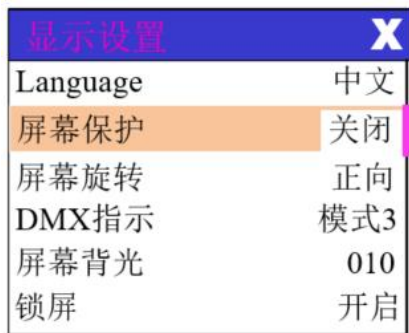 显示设置 X
Language 中文
屏幕保护 关闭
屏幕旋转 正向
DMX指示 模式3
屏幕背光 010
锁屏 开启